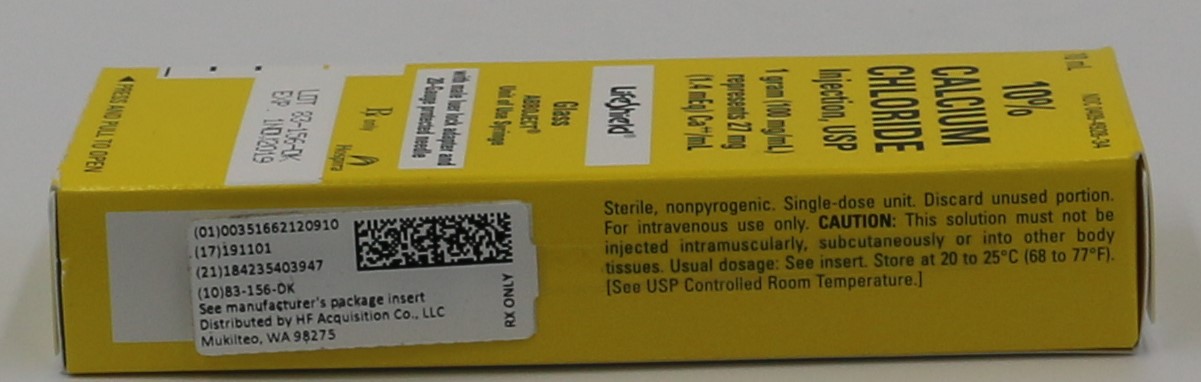 10 mL
10%
CALCIUM
CHLORIDE
Injection, USP
1 gram (100 mg/mL)
represents 27 mg
(1.4 mEq) Ca++/mL
Lifeshield®
Glass
ABBOJECT®
Unit of Use Syringe
with male luer lock adapter and
20-Gauge protected needle
Rx only
Hospira
LOT 83-156-DK
EXP 1NOV2019
PRESS AND PULL TO OPEN
(01)00351662120910
(17)191101
(21)184235403947
(10)83-156-DK
See manufacturer's package insert
Distributed by HF Acquisition Co., LLC
Mukilteo, WA 98275
RX ONLY
Sterile, nonpyrogenic. Single-dose unit. Discard unused portion.
For intravenous use only. CAUTION: This solution must not be
injected intramuscularly, subcutaneously or into other body
tissues. Usual dosage: See insert. Store at 20 to 25°C (68 to 77°F).
[See USP Controlled Room Temperature.]